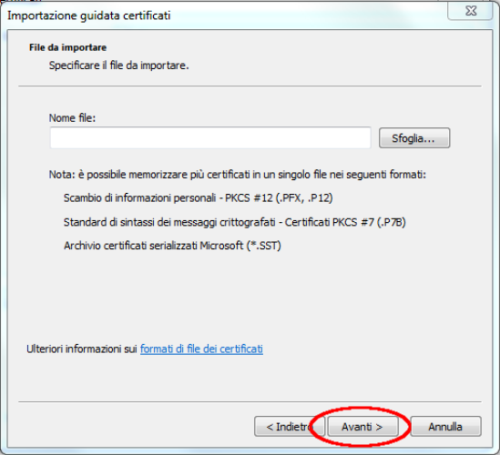 Importazione guidata certificati
File da importare
Specificare il file da importare.
Nome file:
Sfoglia...
Nota: è possibile memorizzare più certificati in un singolo file nei seguenti formati:
Scambio di informazioni personali - PKCS #12 (.PFX, .P12)
Standard di sintassi dei messaggi crittografati - Certificati PKCS #7 (.P7B)
Archivio certificati serializzati Microsoft (*.SST)
Ulteriori informazioni sui formati di file dei certificati
< Indietro Avanti > Annulla